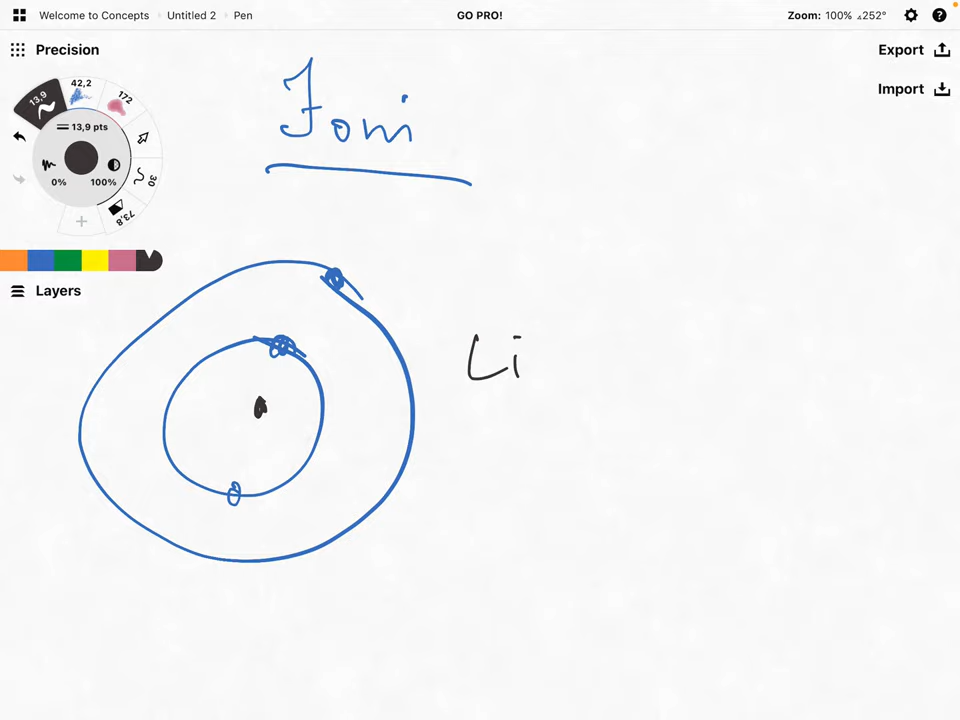 Welcome to Concepts Untitled 2 Pen
GO PRO!
Zoom: 100% ⊿252°
Precision
Export
Import
42,2
13,9
172
13,9 pts
0% 100%
30
73,8
Layers
Joni
Li